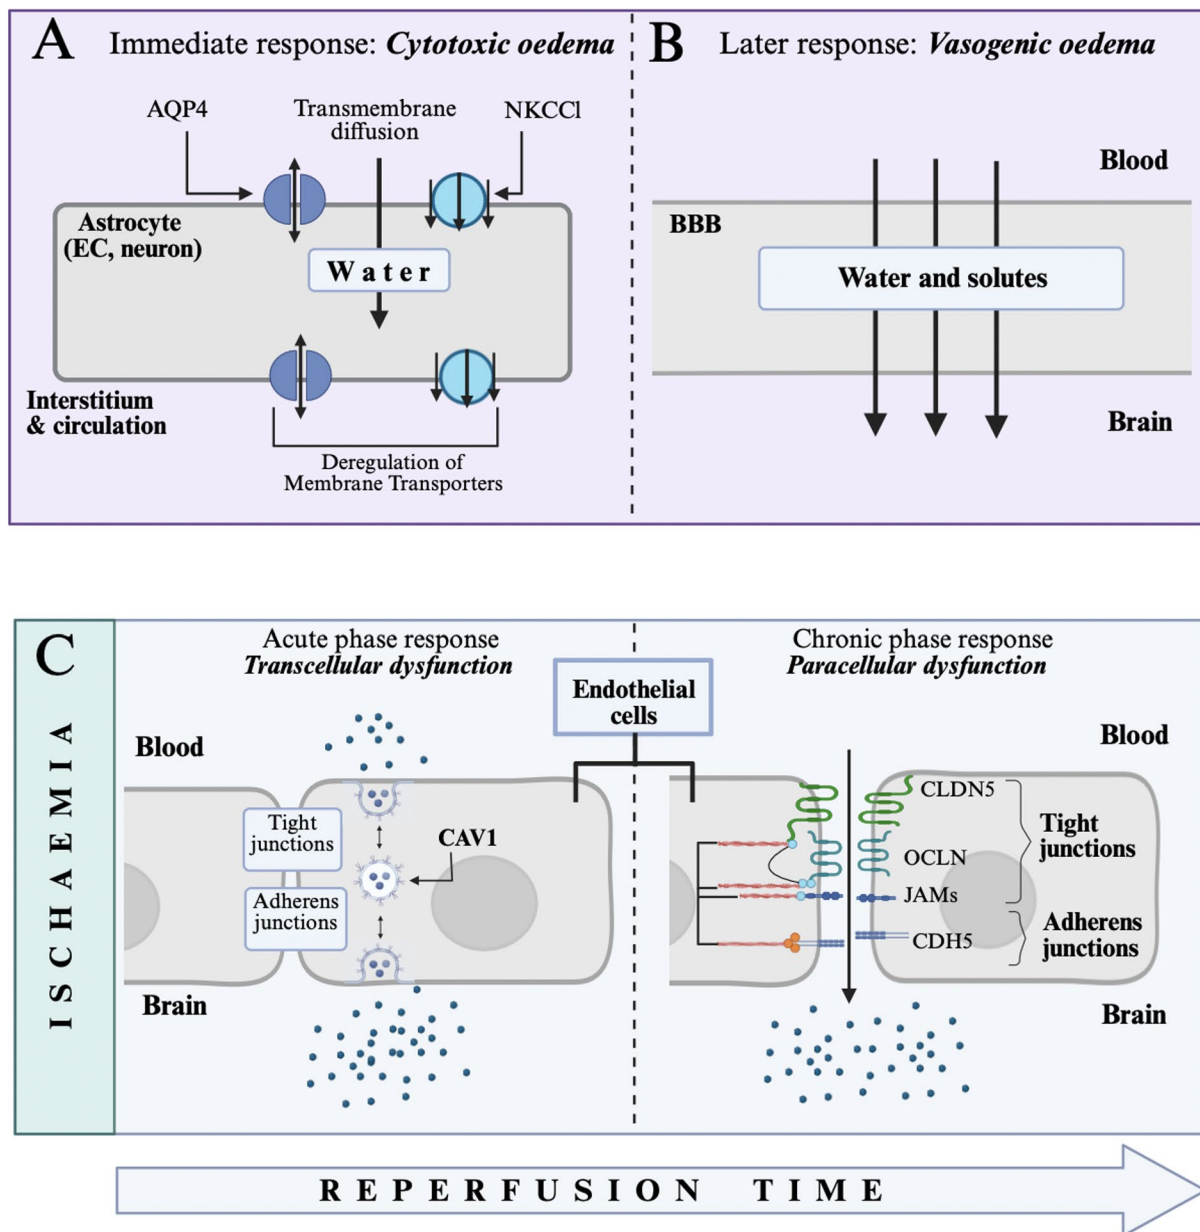 A
Immediate response: Cytotoxic oedema
AQP4
Transmembrane
diffusion
NKCCl
Astrocyte
(EC, neuron)
Water
Interstitium
& circulation
Deregulation of
Membrane Transporters
B
Later response: Vasogenic oedema
Blood
BBB
Water and solutes
Brain
C
ISCHAEMIA
Acute phase response
Transcellular dysfunction
Blood
Tight
junctions
Adherens
junctions
CAV1
Brain
Endothelial
cells
Chronic phase response
Paracellular dysfunction
Blood
CLDN5
OCLN
JAMs
CDH5
Tight
junctions
Adherens
junctions
Brain
REPERFUSION TIME